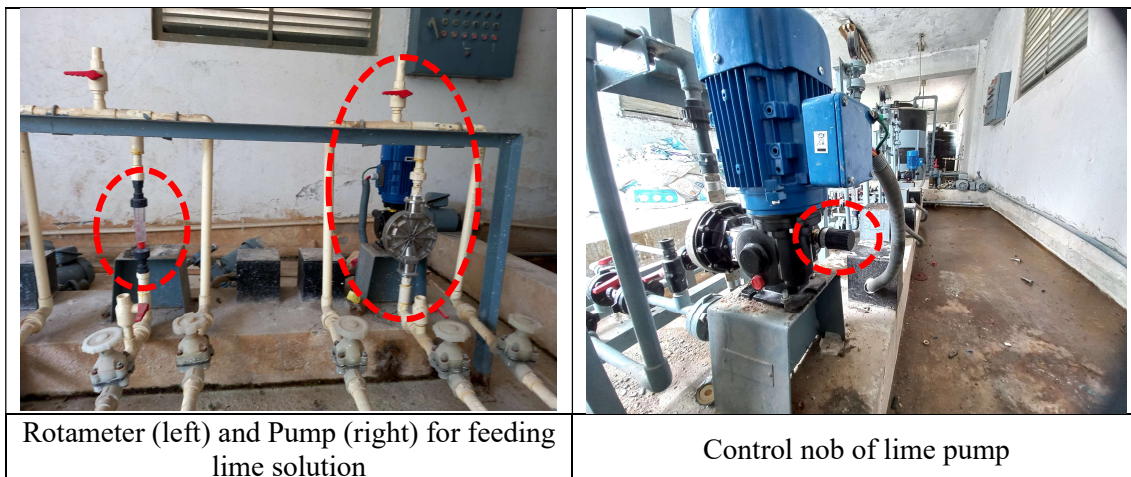 Rotameter (left) and Pump (right) for feeding
lime solution
Control nob of lime pump